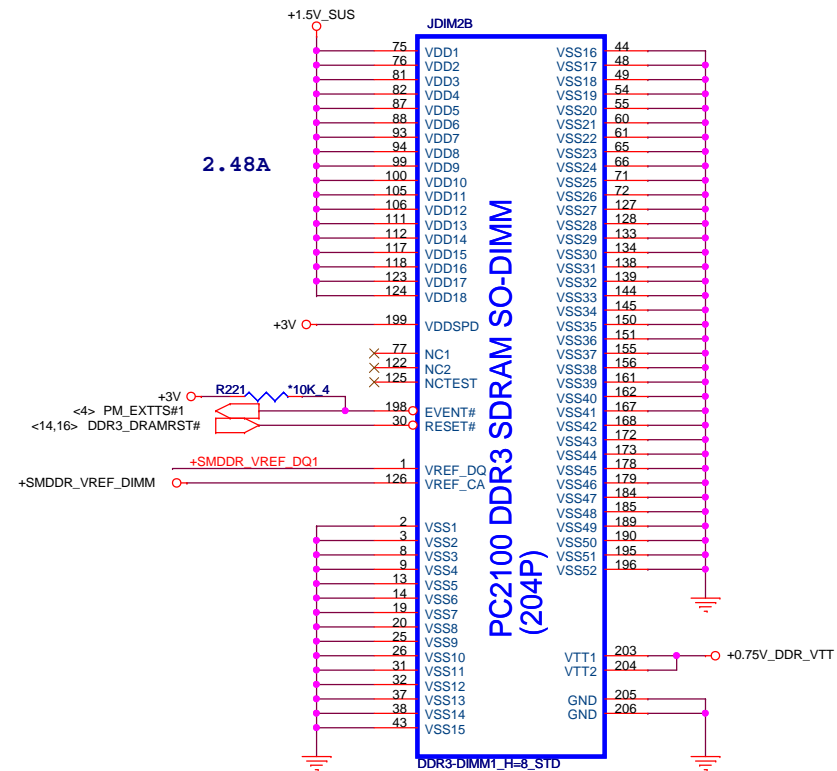 +1.5V_SUS
JDIM2B
75 VDD1 VSS16 44
76 VDD2 VSS17 48
81 VDD3 VSS18 49
82 VDD4 VSS19 54
87 VDD5 VSS20 55
88 VDD6 VSS21 60
93 VDD7 VSS22 61
94 VDD8 VSS23 65
2.48A
99 VDD9 VSS24 66
100 VDD10 VSS25 71
105 VDD11 VSS26 72
106 VDD12 VSS27 127
111 VDD13 VSS28 128
112 VDD14 VSS29 133
117 VDD15 VSS30 134
118 VDD16 VSS31 138
123 VDD17 VSS32 139
124 VDD18 VSS33 144
VSS34 145
+3V 199 VDDSPD VSS35 150
VSS36 151
77 NC1 VSS37 155
122 NC2 VSS38 156
125 NCTEST VSS39 161
+3V R221 *10K_4 VSS40 162
<4> PM_EXTTS#1 198 EVENT# VSS41 167
<14,16> DDR3_DRAMRST# 30 RESET# VSS42 168
VSS43 172
VSS44 173
+SMDDR_VREF_DQ1 1 VREF_DQ VSS45 178
+SMDDR_VREF_DIMM 126 VREF_CA VSS46 179
VSS47 184
VSS48 185
2 VSS1 VSS49 189
3 VSS2 VSS50 190
8 VSS3 VSS51 195
9 VSS4 VSS52 196
13 VSS5
14 VSS6
19 VSS7
20 VSS8
25 VSS9
26 VSS10 VTT1 203 +0.75V_DDR_VTT
31 VSS11 VTT2 204
32 VSS12
37 VSS13 GND 205
38 VSS14 GND 206
43 VSS15
PC2100 DDR3 SDRAM SO-DIMM
(204P)
DDR3-DIMM1_H=8_STD